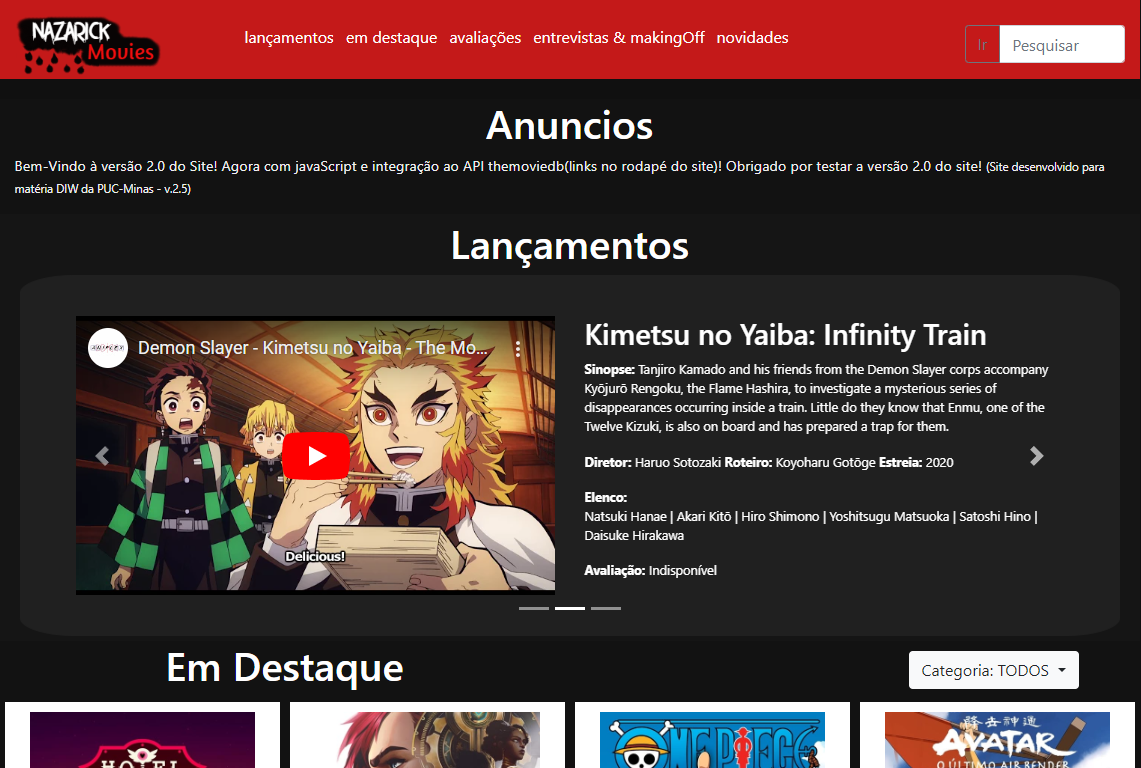 NAZARICK
Movies
lançamentos em destaque avaliações entrevistas & makingOff novidades
Ir Pesquisar
Anuncios
Bem-Vindo à versão 2.0 do Site! Agora com javaScript e integração ao API themoviedb(links no rodapé do site)! Obrigado por testar a versão 2.0 do site! (Site desenvolvido para
matéria DIW da PUC-Minas - v.2.5)
Lançamentos
Demon Slayer - Kimetsu no Yaiba - The Mo...
Delicious!
Kimetsu no Yaiba: Infinity Train
Sinopse: Tanjiro Kamado and his friends from the Demon Slayer corps accompany
Kyōjurō Rengoku, the Flame Hashira, to investigate a mysterious series of
disappearances occurring inside a train. Little do they know that Enmu, one of the
Twelve Kizuki, is also on board and has prepared a trap for them.
Diretor: Haruo Sotozaki Roteiro: Koyoharu Gotōge Estreia: 2020
Elenco:
Natsuki Hanae | Akari Kitō | Hiro Shimono | Yoshitsugu Matsuoka | Satoshi Hino |
Daisuke Hirakawa
Avaliação: Indisponível
Em Destaque
Categoria: TODOS
HOTEL
ONE PIECE
降去神通
AVATAR
O ÚLTIMO AIR BENDER